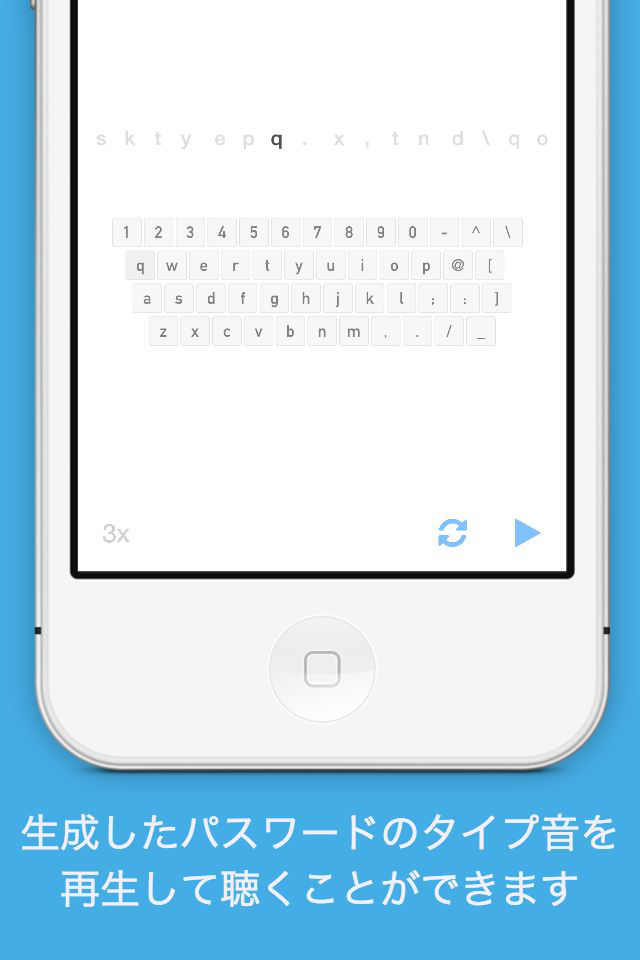 s k t y e p q . x , t n d \ q o
1 2 3 4 5 6 7 8 9 0 - ^ \
q w e r t y u i o p @ [
a s d f g h j k l ; : ]
z x c v b n m , . / _
3x
生成したパスワードのタイプ音を
再生して聴くことができます